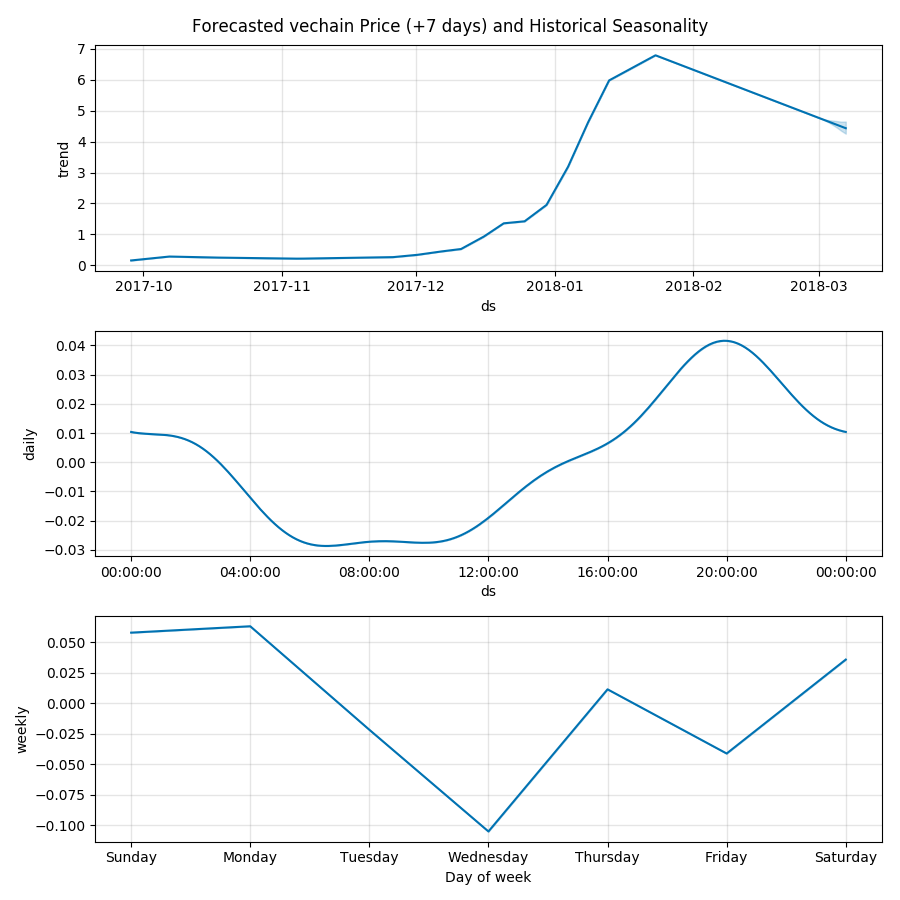 Forecasted vechain Price (+7 days) and Historical Seasonality
7
6
5
4
3
2
1
0
trend
2017-10 2017-11 2017-12 2018-01 2018-02 2018-03
ds
0.04
0.03
0.02
0.01
0.00
−0.01
−0.02
−0.03
daily
00:00:00 04:00:00 08:00:00 12:00:00 16:00:00 20:00:00 00:00:00
ds
0.050
0.025
0.000
−0.025
−0.050
−0.075
−0.100
weekly
Sunday Monday Tuesday Wednesday Thursday Friday Saturday
Day of week